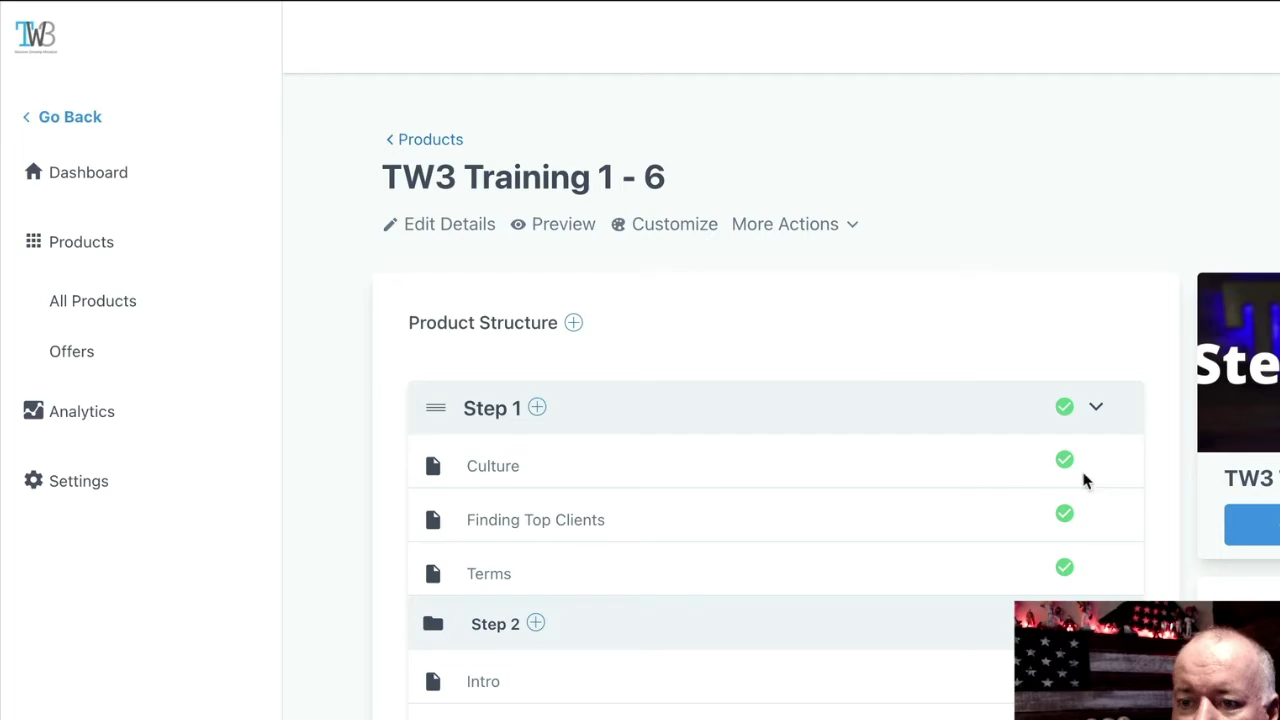 TW3
Go Back
Dashboard
Products
All Products
Offers
Analytics
Settings
Products
TW3 Training 1 - 6
Edit Details Preview Customize More Actions
Product Structure
Step 1
Culture
Finding Top Clients
Terms
Step 2
Intro
Ste
TW3